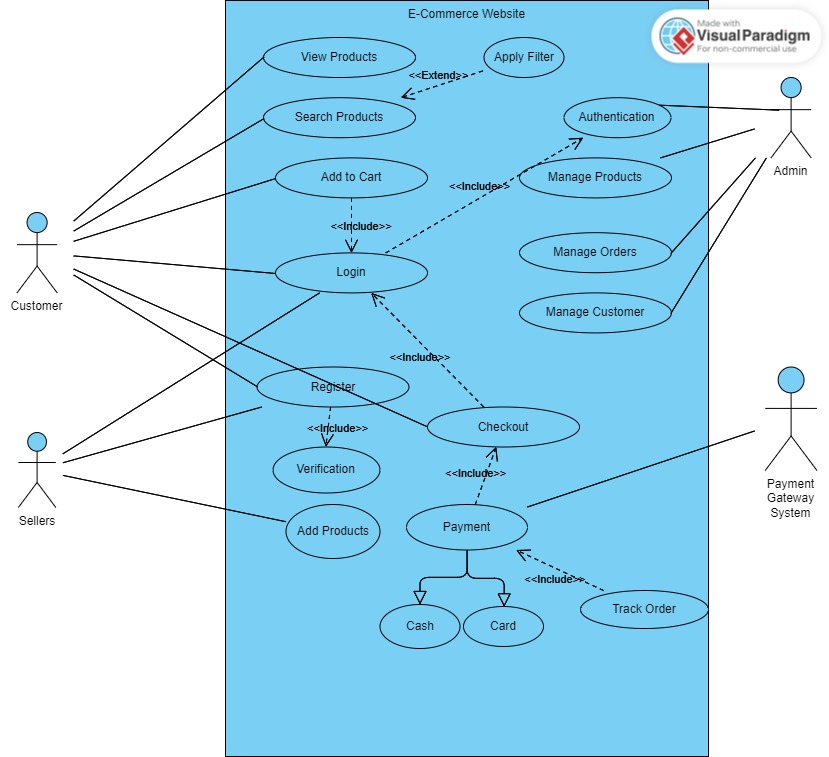 E-Commerce Website
Made with
VisualParadigm
For non-commercial use
View Products
Apply Filter
<<Extend>>
Search Products
Authentication
Add to Cart
<<Include>>
Manage Products
Admin
<<Include>>
Login
Manage Orders
Customer
Manage Customer
<<Include>>
Register
<<Include>>
Checkout
Verification
<<Include>>
Payment
Gateway
System
Sellers
Add Products
Payment
<<Include>>
Track Order
Cash
Card